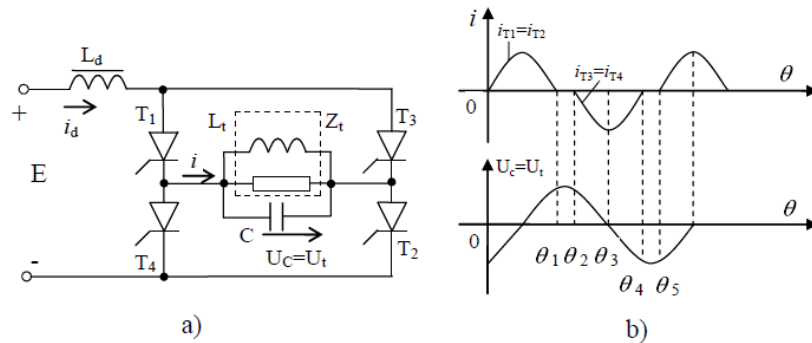 L_d
+
i_d
T_1
T_3
L_t
Z_t
i
E
C
T_4
T_2
U_C=U_t
-
a)
i
i_T1=i_T2
i_T3=i_T4
θ
0
U_c=U_t
θ
0
θ_1 θ_2 θ_3 θ_4 θ_5
b)